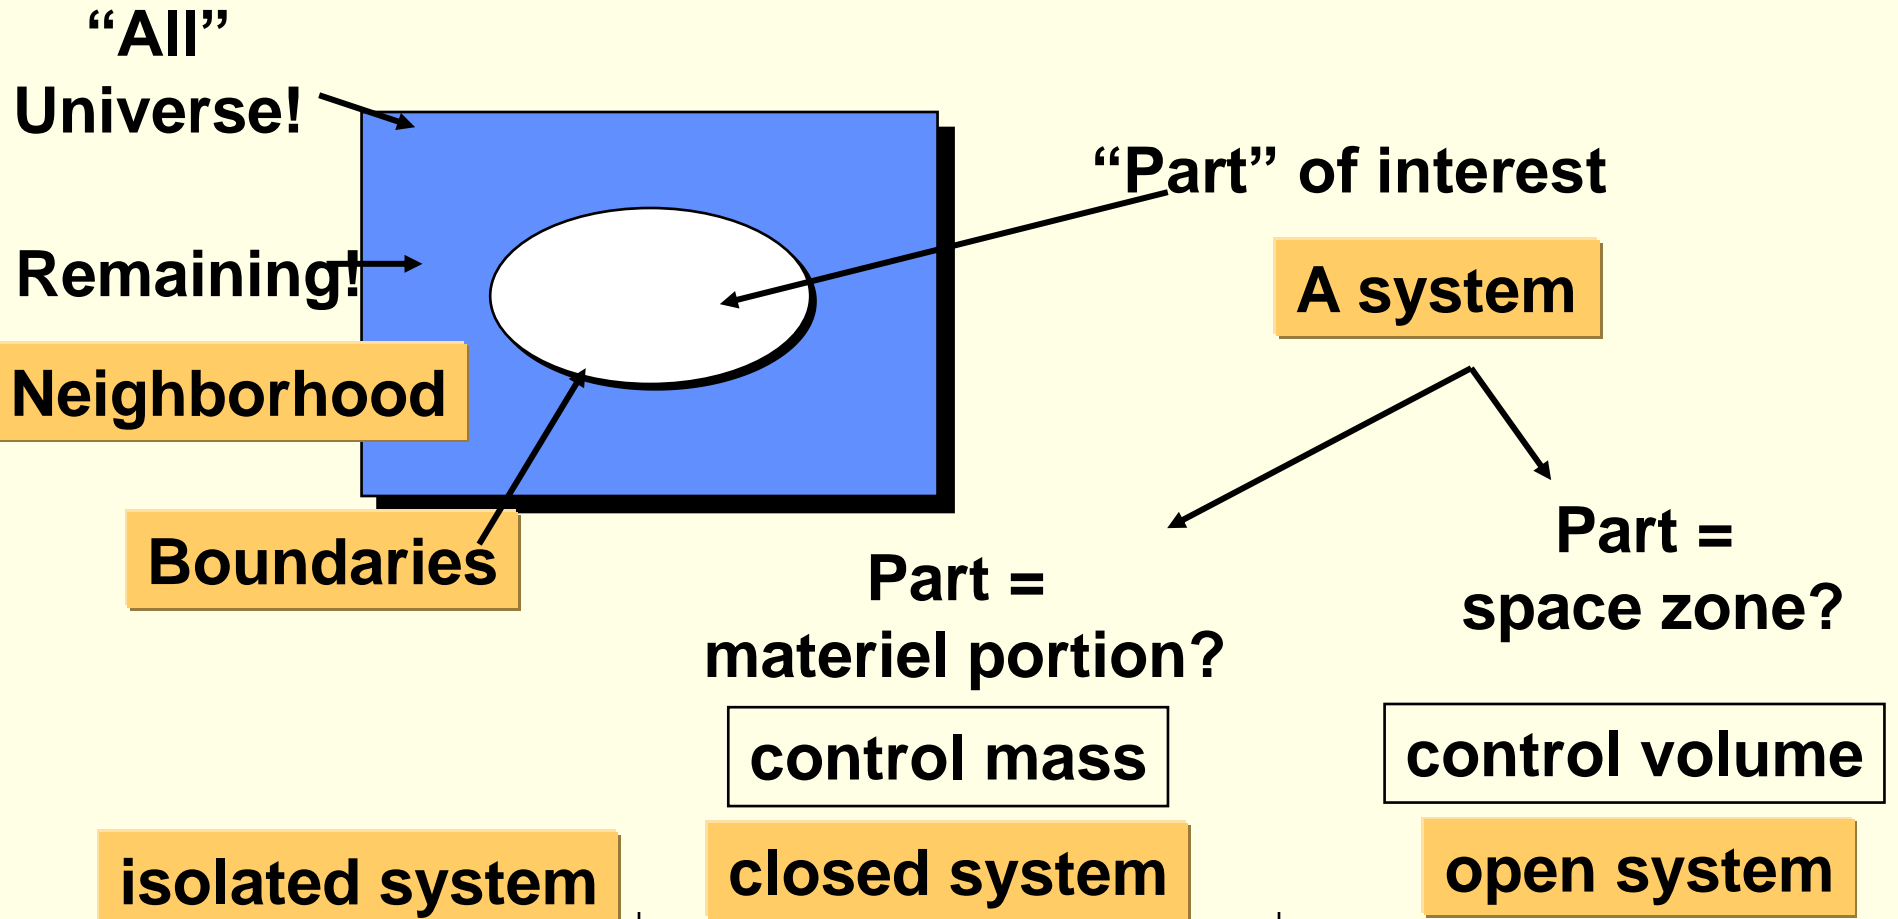 “All”
Universe!
“Part” of interest
Remaining!
A system
Neighborhood
Boundaries
Part =
materiel portion?
Part =
space zone?
control mass
control volume
isolated system
closed system
open system